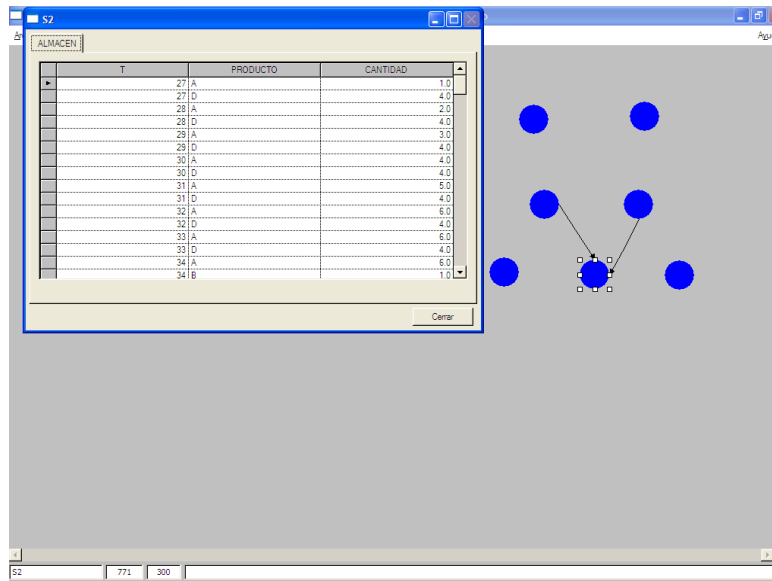 S2
Ayu
ALMACEN
T PRODUCTO CANTIDAD
27 A 1.0
27 D 4.0
28 A 2.0
28 D 4.0
29 A 3.0
29 D 4.0
30 A 4.0
30 D 4.0
31 A 5.0
31 D 4.0
32 A 6.0
32 D 4.0
33 A 6.0
33 D 4.0
34 A 6.0
34 B 1.0
Cerrar
S2 771 300